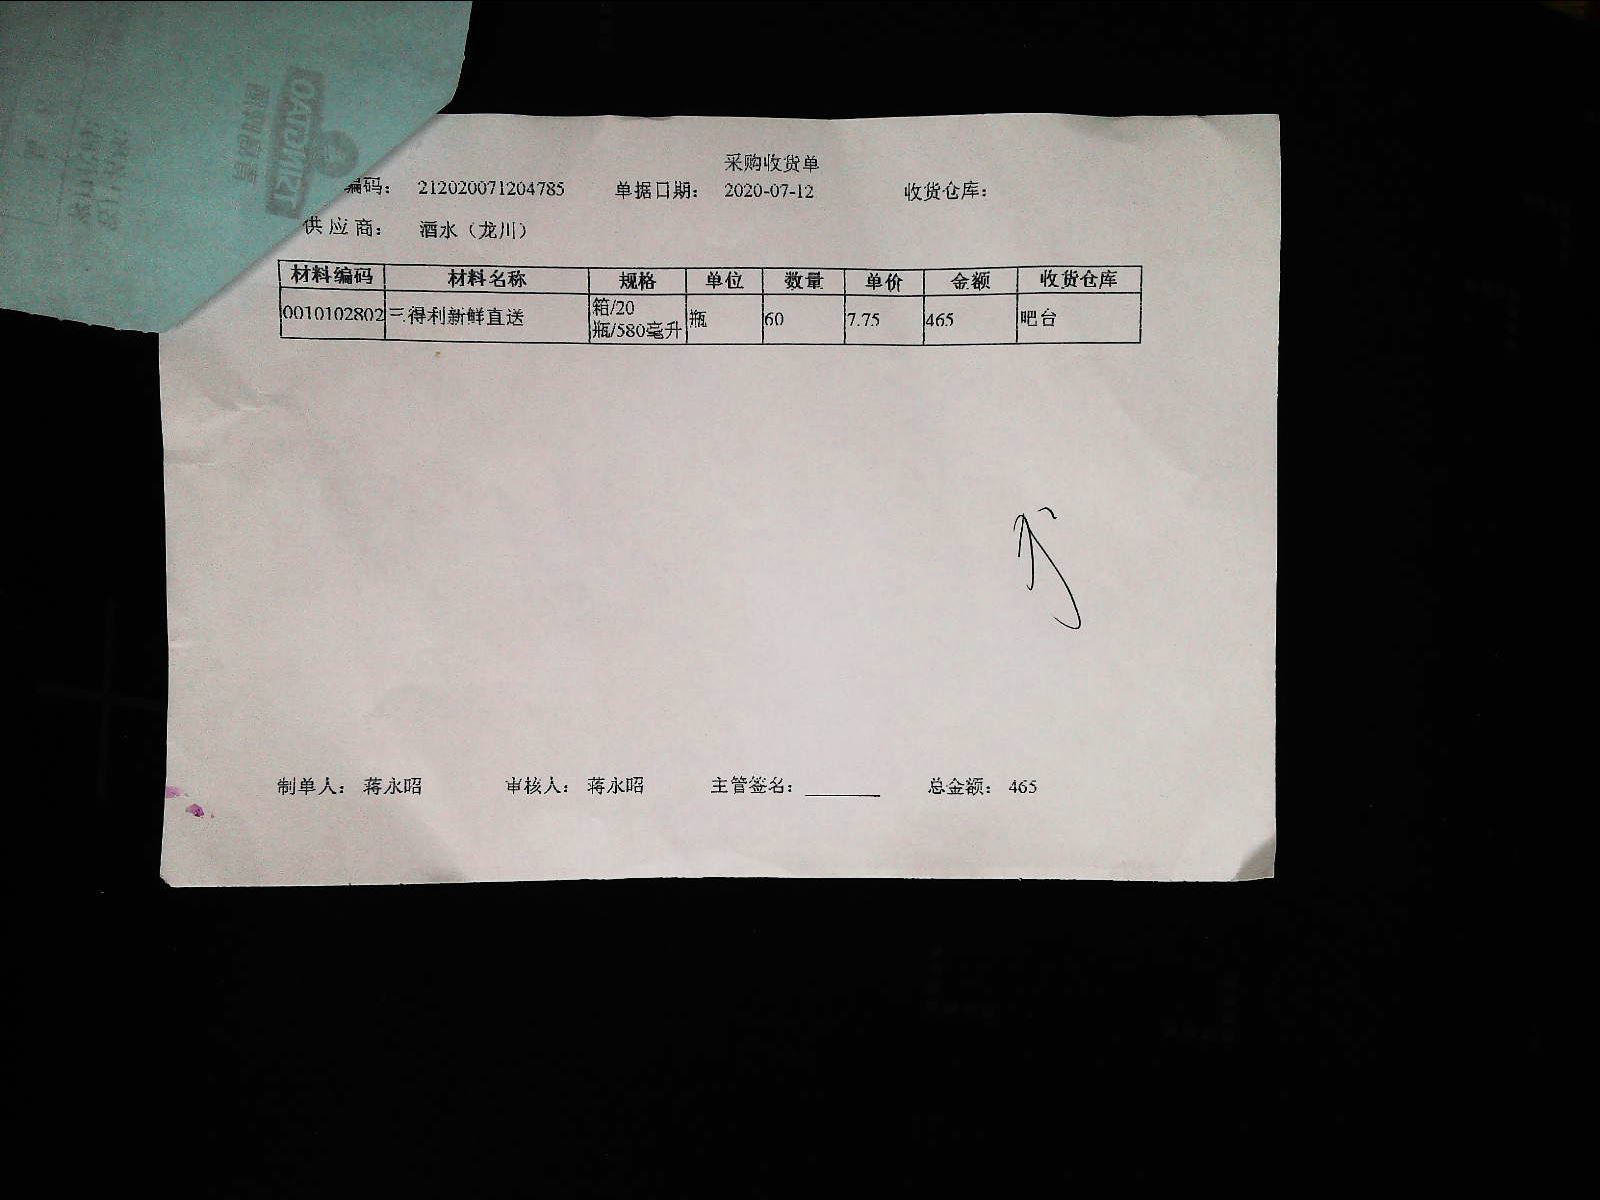 采购收货单
编码： 212020071204785 单据日期： 2020-07-12 收货仓库：
供应商： 酒水（龙川）
材料编码 材料名称 规格 单位 数量 单价 金额 收货仓库
0010102802 三得利新鲜直送 箱/20 瓶/580毫升 瓶 60 7.75 465 吧台
制单人： 蒋永昭 审核人： 蒋永昭 主管签名： 总金额： 465